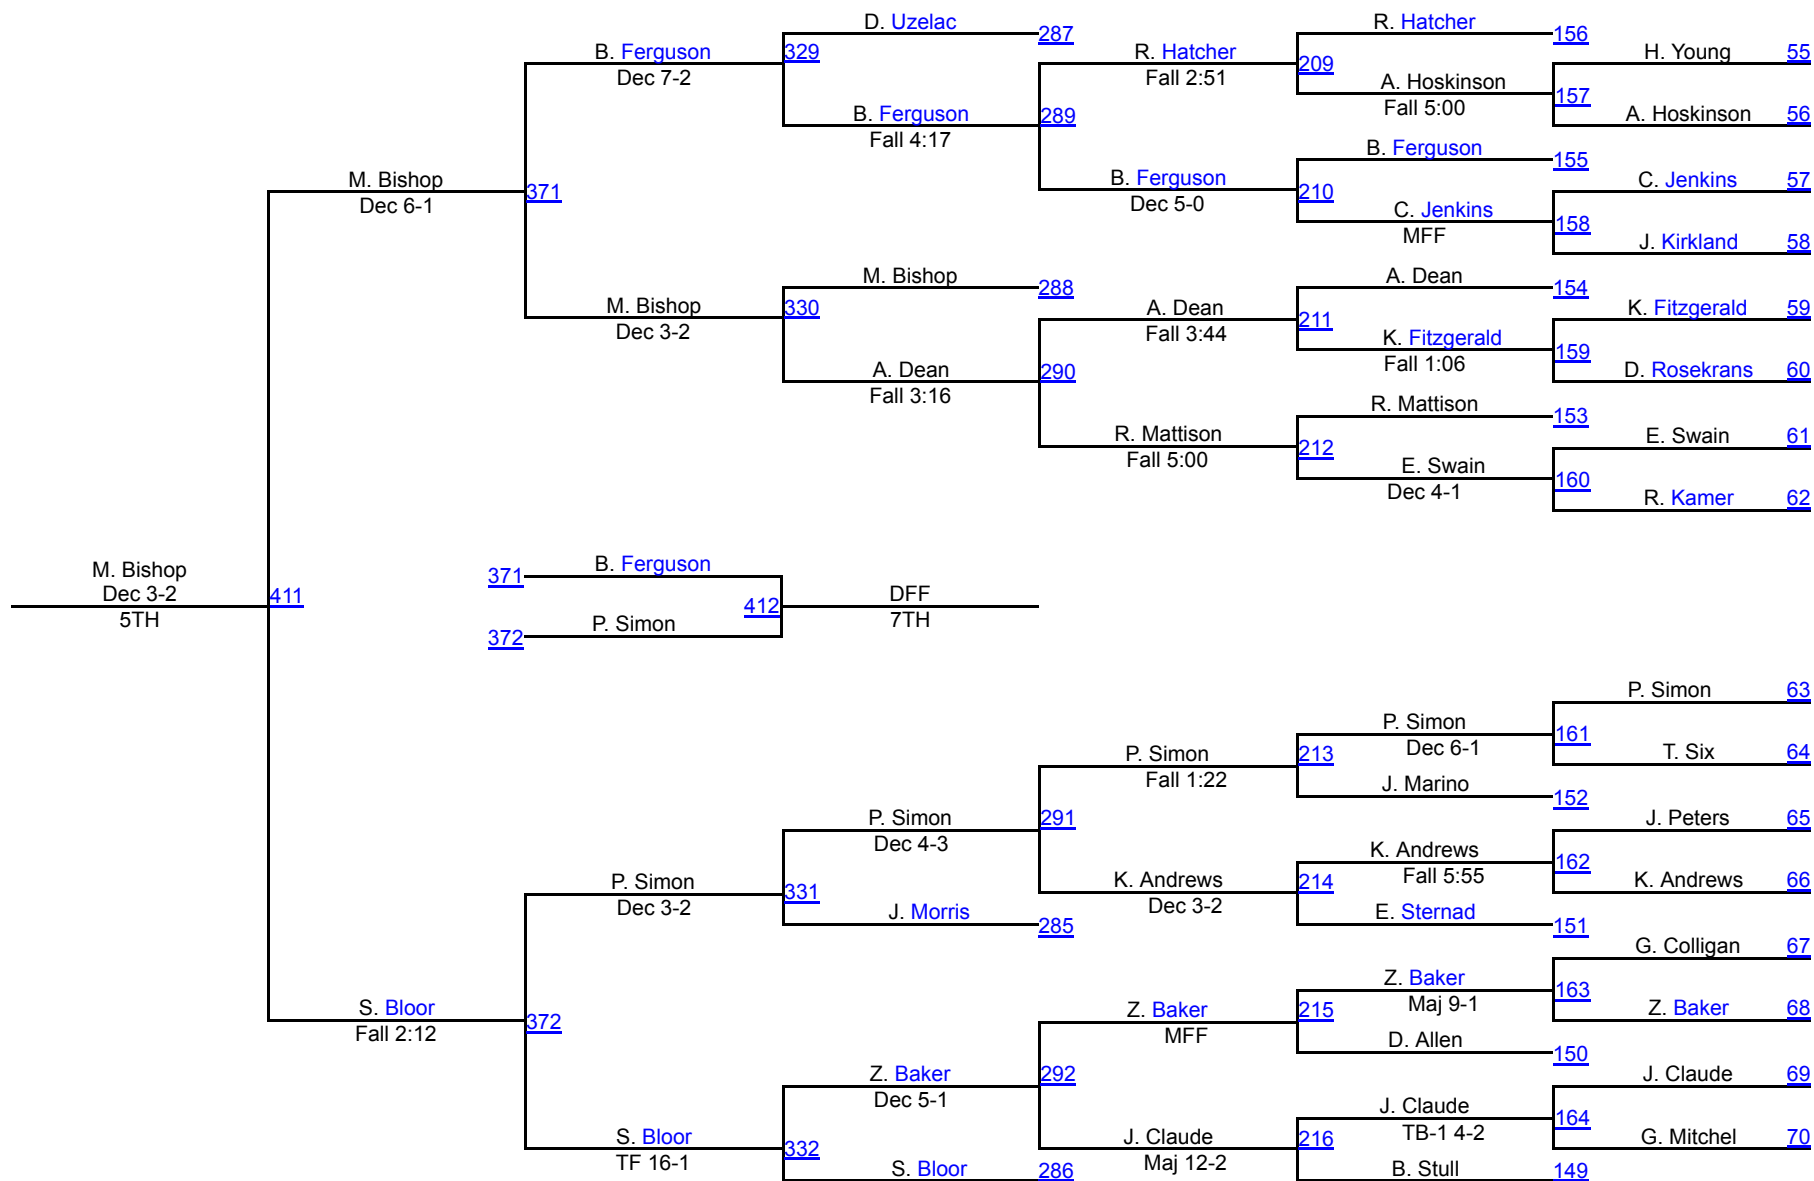 D. Uzelac
287
R. Hatcher
156
B. Ferguson
329
R. Hatcher
H. Young
55
Dec 7-2
Fall 2:51
209
A. Hoskinson
Fall 5:00
157
B. Ferguson
289
A. Hoskinson
56
Fall 4:17
B. Ferguson
155
M. Bishop
371
B. Ferguson
210
C. Jenkins
57
Dec 6-1
Dec 5-0
C. Jenkins
158
MFF
J. Kirkland
58
M. Bishop
288
A. Dean
154
M. Bishop
330
A. Dean
K. Fitzgerald
59
Dec 3-2
Fall 3:44
211
K. Fitzgerald
159
Fall 1:06
A. Dean
290
D. Rosekrans
60
Fall 3:16
R. Mattison
153
R. Mattison
212
E. Swain
61
Fall 5:00
E. Swain
160
Dec 4-1
R. Kamer
62
M. Bishop
Dec 3-2
5TH
411
371
B. Ferguson
412
DFF
7TH
372
P. Simon
P. Simon
63
P. Simon
161
Dec 6-1
P. Simon
213
T. Six
64
Fall 1:22
J. Marino
152
P. Simon
291
J. Peters
65
Dec 4-3
K. Andrews
162
Fall 5:55
P. Simon
331
K. Andrews
214
K. Andrews
66
Dec 3-2
Dec 3-2
J. Morris
285
E. Sternad
151
G. Colligan
67
Z. Baker
163
Maj 9-1
S. Bloor
372
Z. Baker
215
Z. Baker
68
Fall 2:12
MFF
D. Allen
150
Z. Baker
292
J. Claude
69
Dec 5-1
J. Claude
164
TB-1 4-2
S. Bloor
332
J. Claude
216
G. Mitchel
70
TF 16-1
Maj 12-2
S. Bloor
286
B. Stull
149